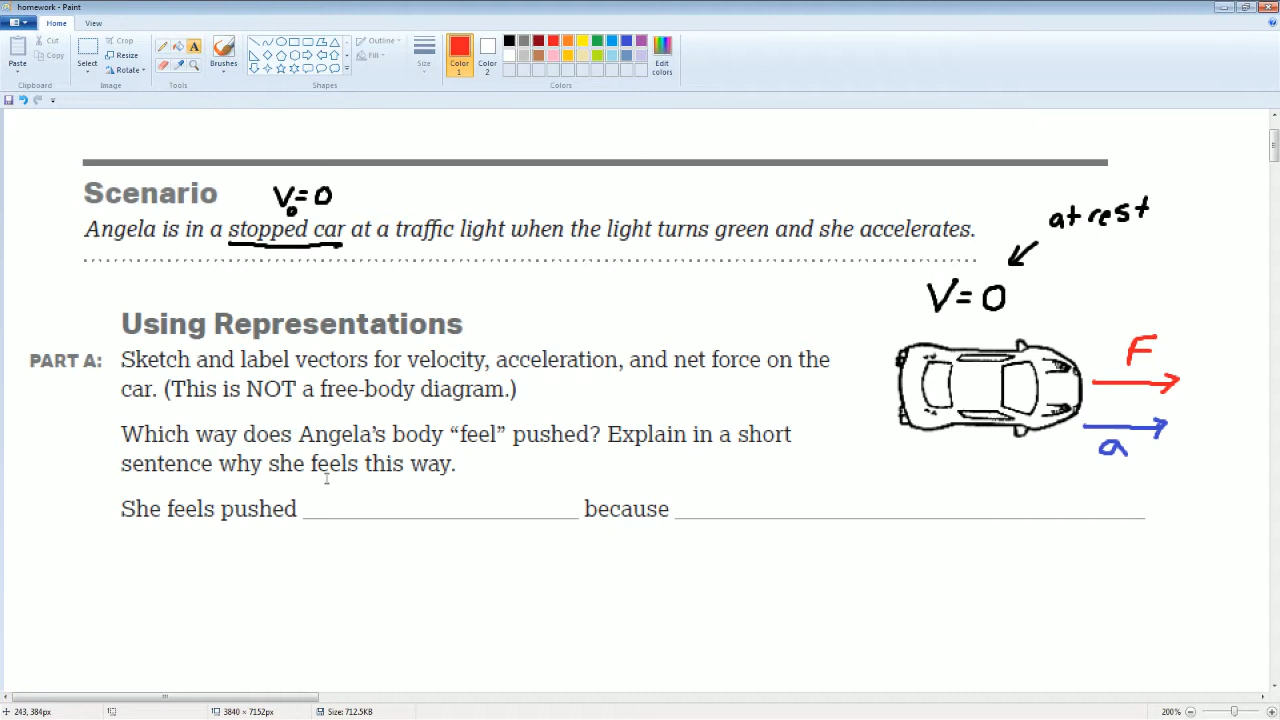 homework - Paint
Home View
Cut
Copy
Paste
Clipboard
Crop
Resize
Rotate
Select
Image
Tools
Brushes
Outline
Fill
Shapes
Size
Color 1
Color 2
Edit colors
Colors
Scenario
V₀= 0
Angela is in a stopped car at a traffic light when the light turns green and she accelerates.
at rest
V= 0
Using Representations
PART A: Sketch and label vectors for velocity, acceleration, and net force on the
car. (This is NOT a free-body diagram.)
F
a
Which way does Angela's body “feel” pushed? Explain in a short
sentence why she feels this way.
She feels pushed ______ because ______
243, 384px
3840 × 7152px
Size: 712.5KB
200%